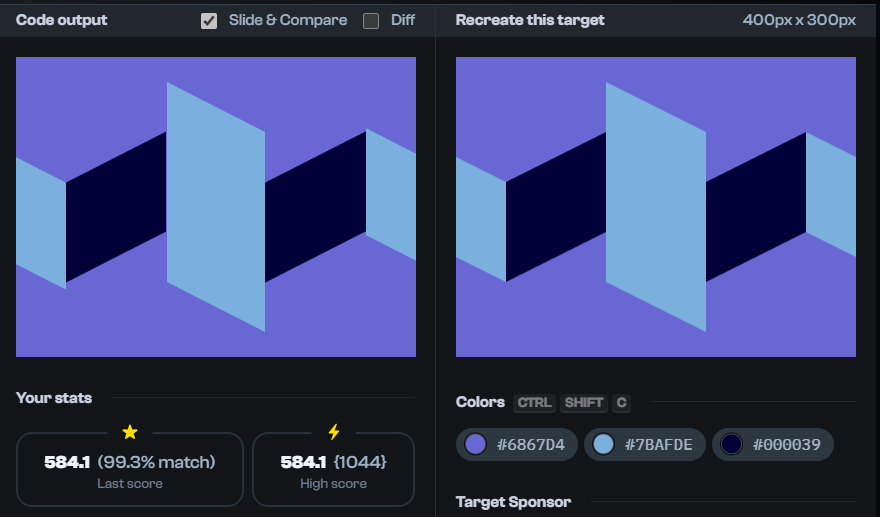 Code output
Slide & Compare
Diff
Recreate this target
400px x 300px
Your stats
584.1 (99.3% match)
Last score
584.1 {1044}
High score
Colors CTRL SHIFT C
#6867D4
#7BAFDE
#000039
Target Sponsor